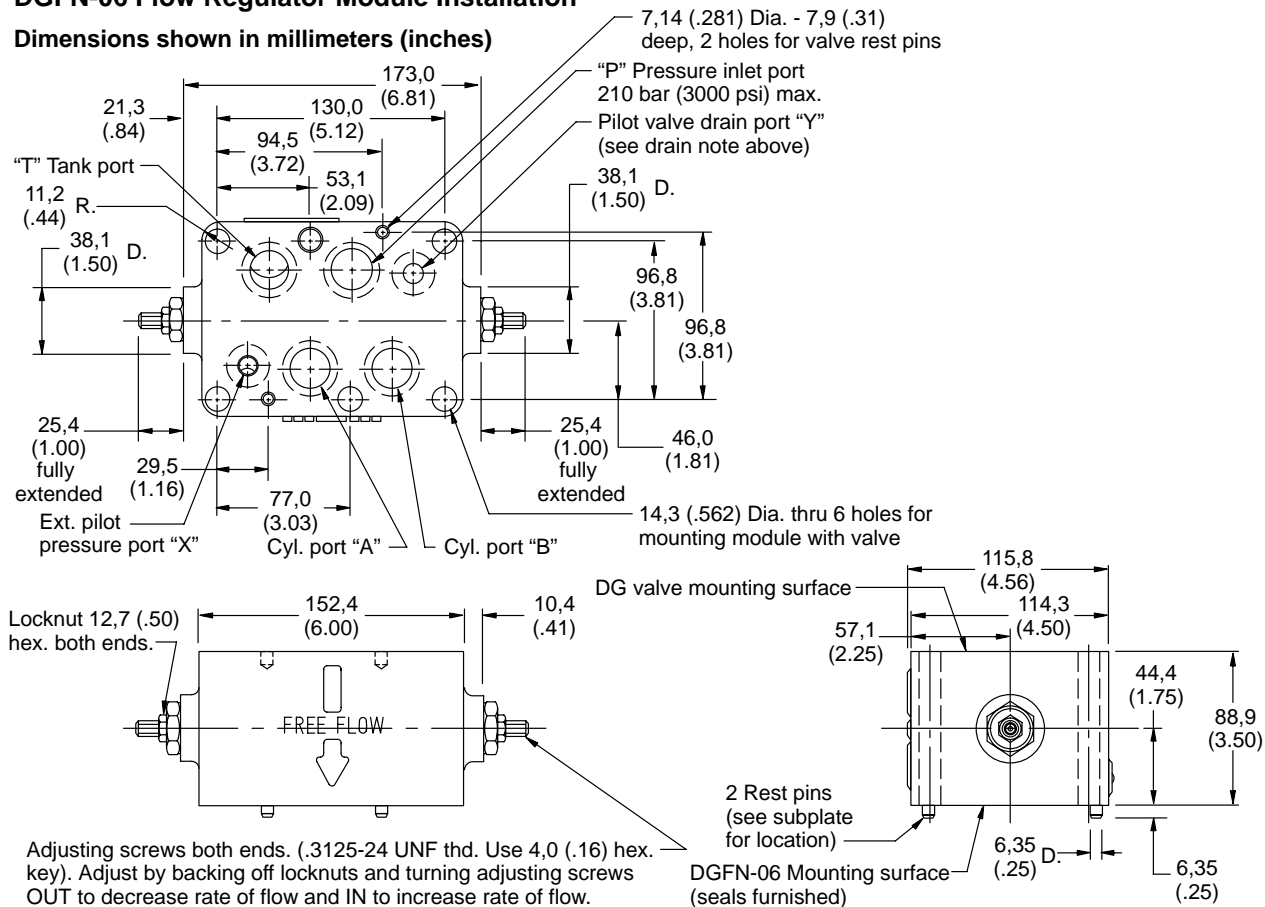 DGFN-06 Flow Regulator Module Installation
Dimensions shown in millimeters (inches)
7,14 (.281) Dia. - 7,9 (.31)
deep, 2 holes for valve rest pins
"P" Pressure inlet port
210 bar (3000 psi) max.
Pilot valve drain port "Y"
(see drain note above)
173,0
(6.81)
21,3
(.84)
130,0
(5.12)
94,5
(3.72)
53,1
(2.09)
"T" Tank port
11,2
(.44) R.
38,1
(1.50) D.
38,1
(1.50) D.
96,8
(3.81)
96,8
(3.81)
46,0
(1.81)
25,4
(1.00)
fully
extended
29,5
(1.16)
77,0
(3.03)
25,4
(1.00)
fully
extended
Ext. pilot
pressure port "X"
Cyl. port "A"
Cyl. port "B"
14,3 (.562) Dia. thru 6 holes for
mounting module with valve
Locknut 12,7 (.50)
hex. both ends.
152,4
(6.00)
10,4
(.41)
FREE FLOW
DG valve mounting surface
115,8
(4.56)
114,3
(4.50)
57,1
(2.25)
44,4
(1.75)
88,9
(3.50)
2 Rest pins
(see subplate
for location)
6,35
(.25) D.
6,35
(.25)
DGFN-06 Mounting surface
(seals furnished)
Adjusting screws both ends. (.3125-24 UNF thd. Use 4,0 (.16) hex.
key). Adjust by backing off locknuts and turning adjusting screws
OUT to decrease rate of flow and IN to increase rate of flow.